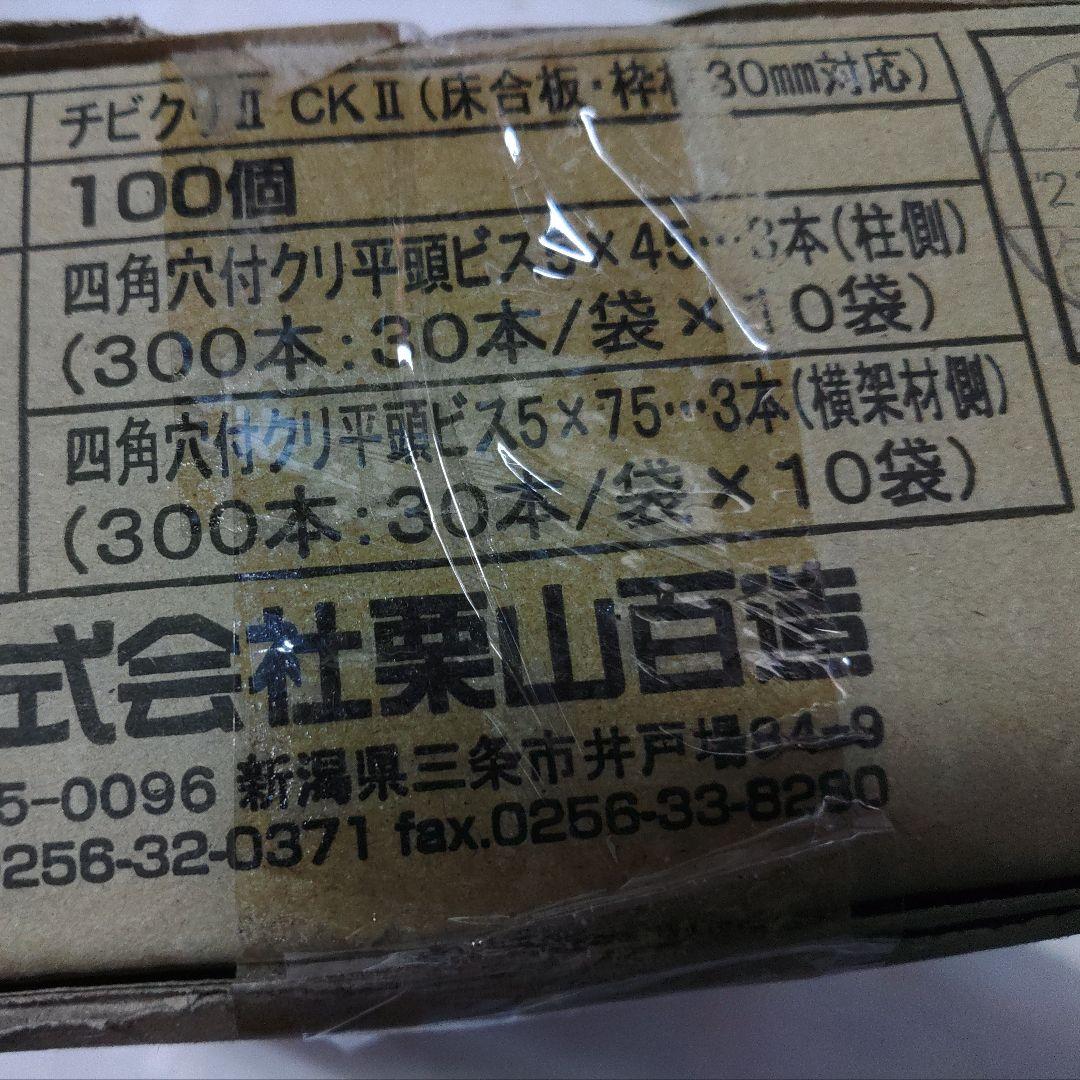 チビクリⅡ CKⅡ(床合板・枠材30mm対応)
100個
四角穴付クリ平頭ビス5×45…3本(柱側)
(300本:30本/袋×10袋)
四角穴付クリ平頭ビス5×75…3本(横架材側)
(300本:30本/袋×10袋)
式会社栗山百造
5-0096 新潟県三条市井戸場84-9
0256-32-0371 fax.0256-33-8280
'2